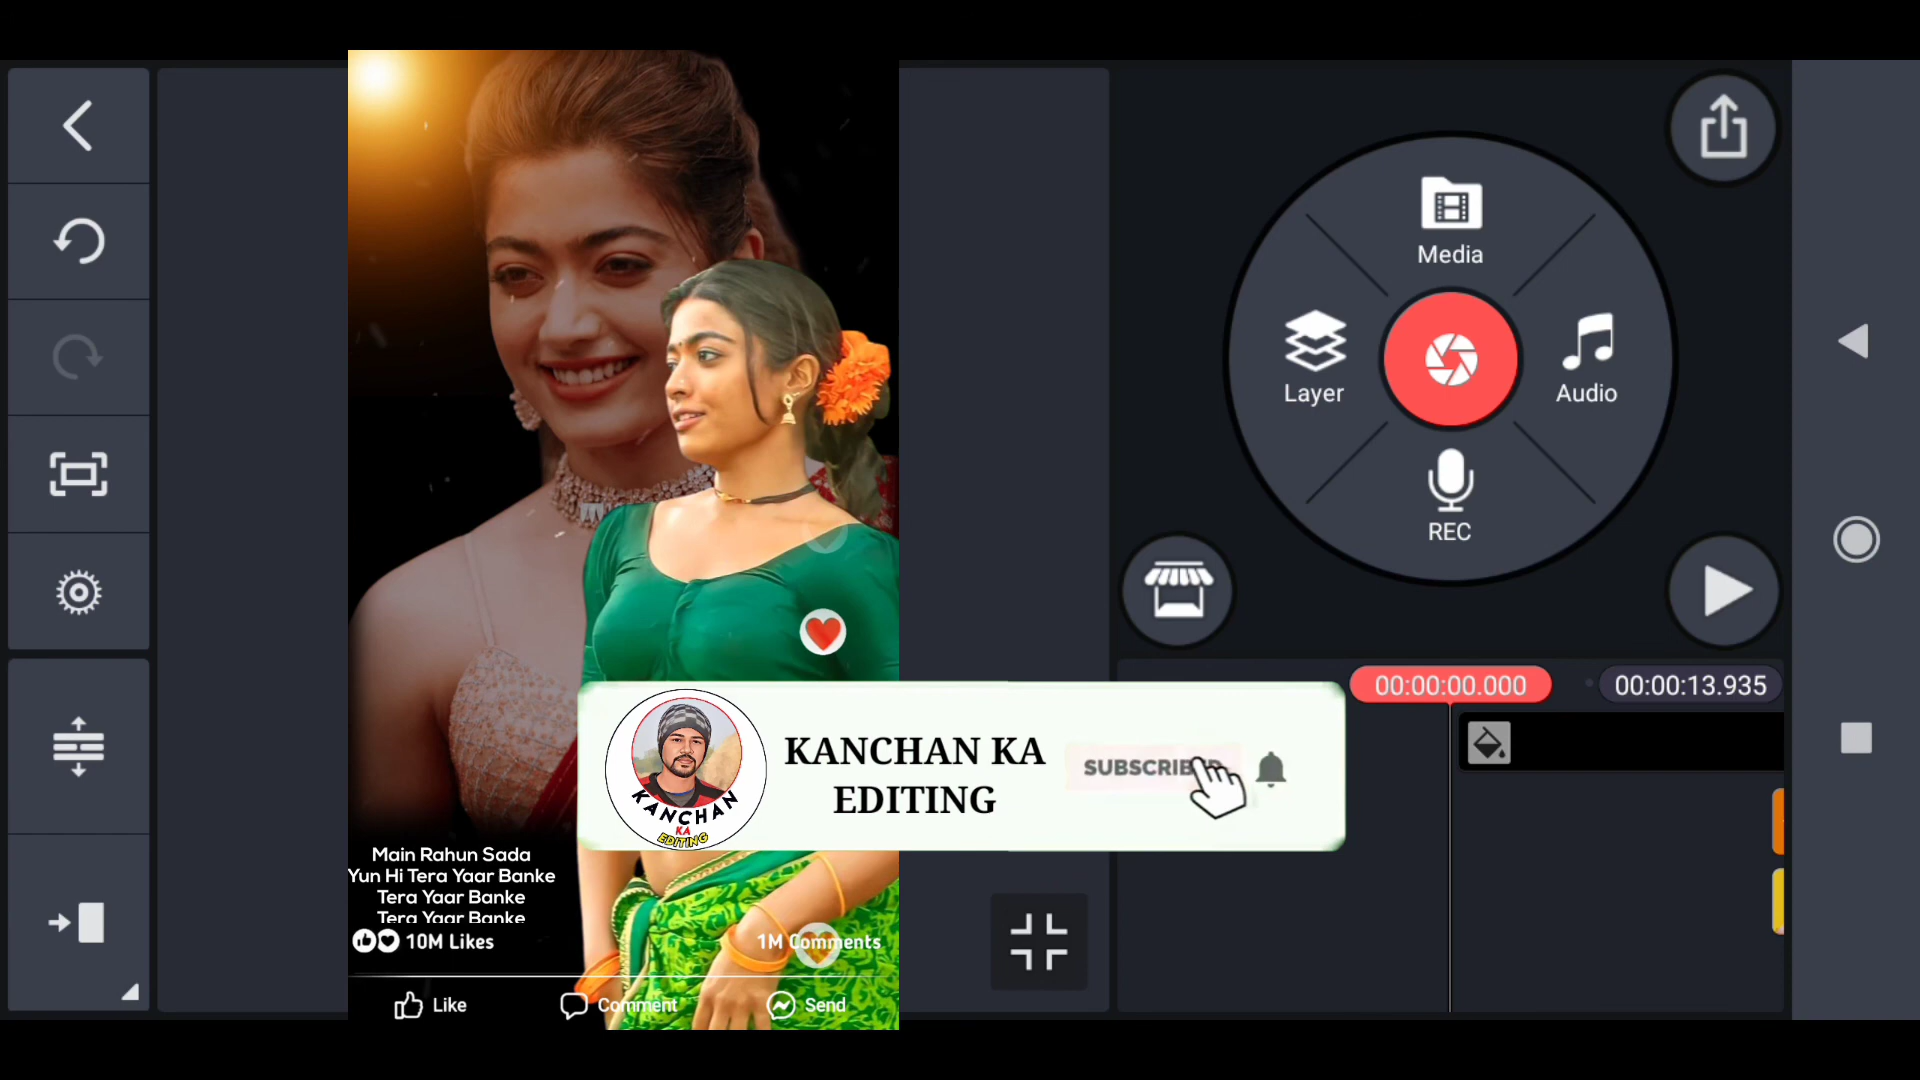 Media
Layer
Audio
REC
00:00:00.000
00:00:13.935
KANCHAN KA
EDITING
SUBSCRIBED
KANCHAN
KA
EDITING
Main Rahun Sada
Yun Hi Tera Yaar Banke
Tera Yaar Banke
Tera Yaar Banke
10M Likes
1M Comments
Like
Comment
Send